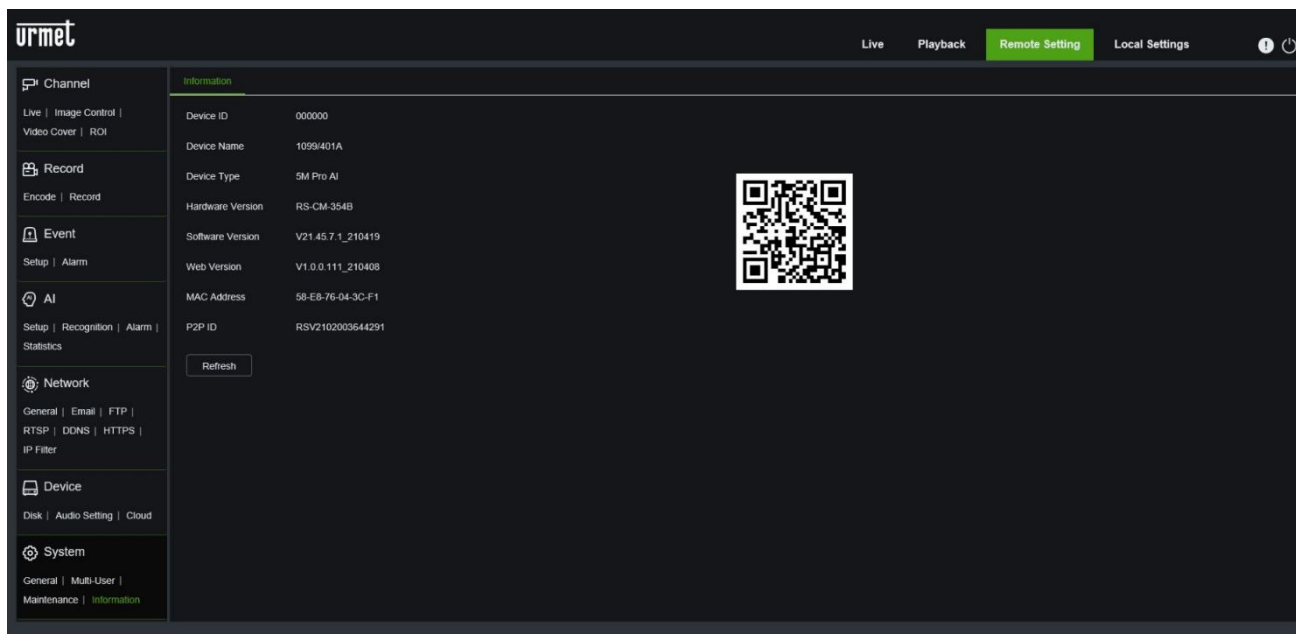 urmet
Live Playback Remote Setting Local Settings
Channel
Live | Image Control |
Video Cover | ROI
Record
Encode | Record
Event
Setup | Alarm
AI
Setup | Recognition | Alarm |
Statistics
Network
General | Email | FTP |
RTSP | DDNS | HTTPS |
IP Filter
Device
Disk | Audio Setting | Cloud
System
General | Multi-User |
Maintenance | Information
Information
Device ID 000000
Device Name 1099/401A
Device Type 5M Pro AI
Hardware Version RS-CM-354B
Software Version V21.45.7.1_210419
Web Version V1.0.0.111_210408
MAC Address 58-E8-76-04-3C-F1
P2P ID RSV2102003644291
Refresh